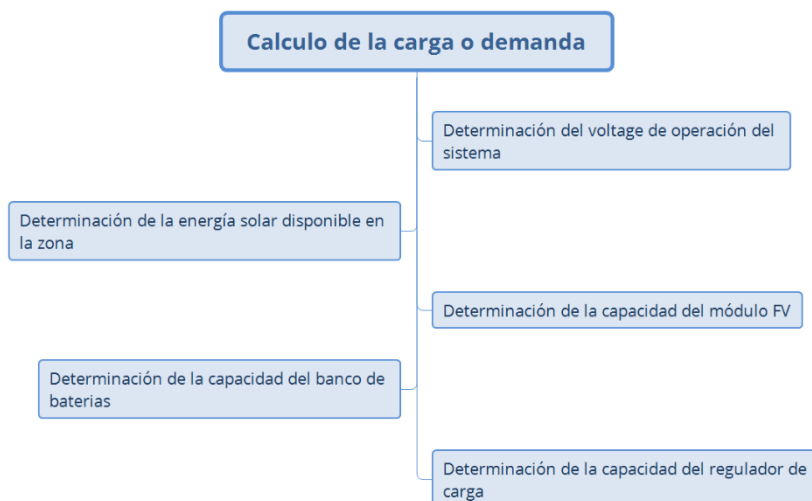 Calculo de la carga o demanda
Determinación del voltage de operación del
sistema
Determinación de la energía solar disponible en
la zona
Determinación de la capacidad del módulo FV
Determinación de la capacidad del banco de
baterias
Determinación de la capacidad del regulador de
carga